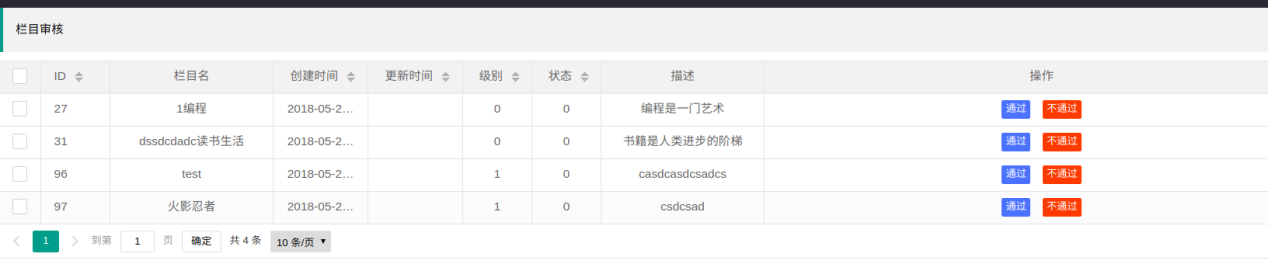 栏目审核
ID 栏目名 创建时间 更新时间 级别 状态 描述 操作
27 1编程 2018-05-2... 0 0 编程是一门艺术 通过 不通过
31 dssdcdadc读书生活 2018-05-2... 0 0 书籍是人类进步的阶梯 通过 不通过
96 test 2018-05-2... 1 0 casdcasdcsadcs 通过 不通过
97 火影忍者 2018-05-2... 1 0 csdcsad 通过 不通过
1 到第 1 页 确定 共 4 条 10 条/页